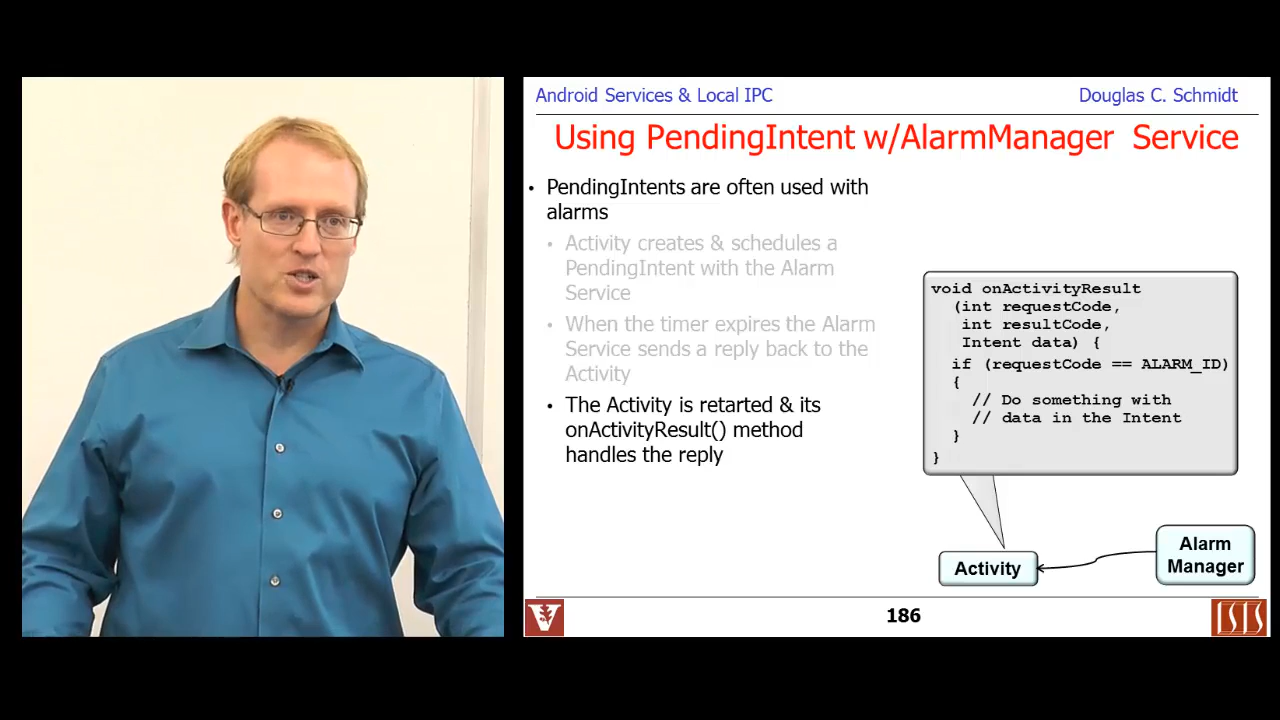 Android Services & Local IPC
Douglas C. Schmidt
Using PendingIntent w/AlarmManager Service
• PendingIntents are often used with
alarms
• Activity creates & schedules a
PendingIntent with the Alarm
Service
• When the timer expires the Alarm
Service sends a reply back to the
Activity
• The Activity is retarted & its
onActivityResult() method
handles the reply
void onActivityResult
(int requestCode,
int resultCode,
Intent data) {
if (requestCode == ALARM_ID)
{
// Do something with
// data in the Intent
}
}
Activity
Alarm
Manager
V
186
ISIS